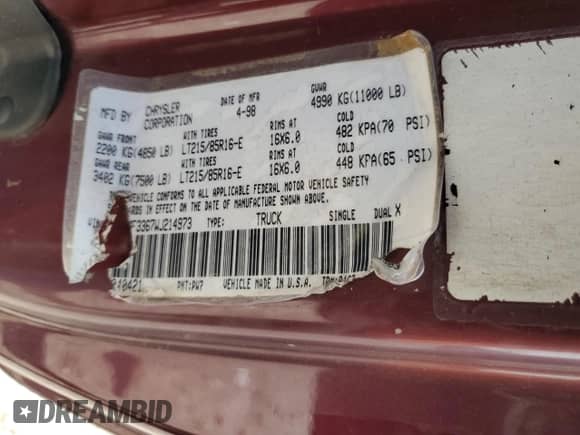 MFD BY CHRYSLER CORPORATION DATE OF MFR 4-98 GVWR 4990 KG(11000 LB)
GAWR FRONT WITH TIRES RIMS AT COLD
2200 KG(4850 LB) LT215/85R16-E 16X6.0 482 KPA(70 PSI)
GAWR REAR WITH TIRES RIMS AT COLD
3402 KG(7500 LB) LT215/85R16-E 16X6.0 448 KPA(65 PSI)
VEHICLE CONFORMS TO ALL APPLICABLE FEDERAL MOTOR VEHICLE SAFETY
IN EFFECT ON THE DATE OF MANUFACTURE SHOWN ABOVE.
3367WJ214973 TYPE: TRUCK SINGLE DUAL X
PNT:PW7 VEHICLE MADE IN U.S.A.
DREAMBID